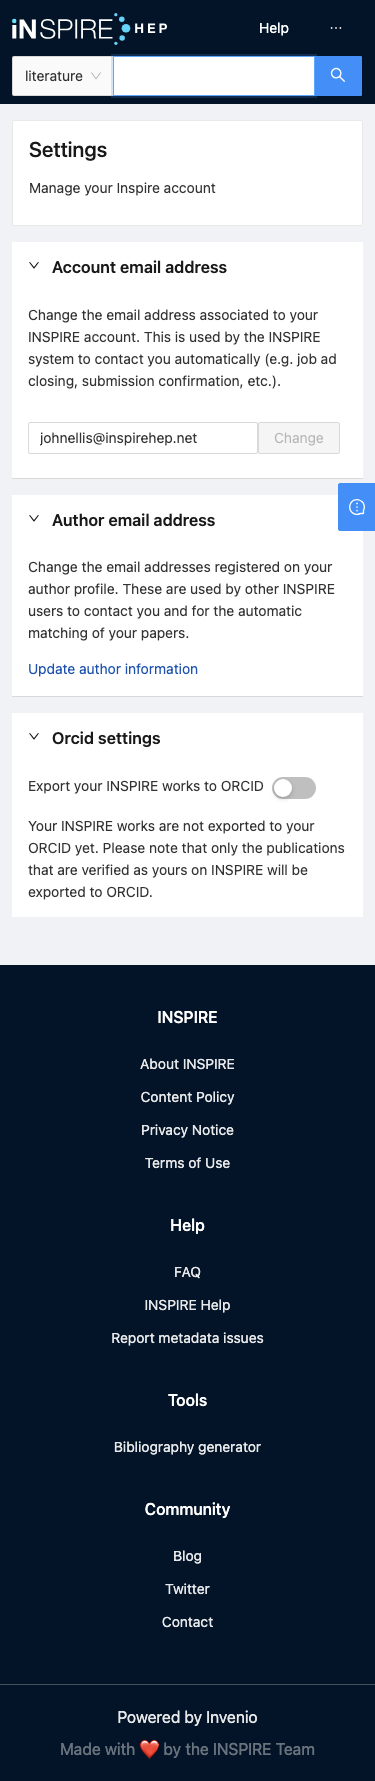 iNSPIRE HEP
Help
···
literature
Settings
Manage your Inspire account
Account email address
Change the email address associated to your
INSPIRE account. This is used by the INSPIRE
system to contact you automatically (e.g. job ad
closing, submission confirmation, etc.).
johnellis@inspirehep.net
Change
Author email address
Change the email addresses registered on your
author profile. These are used by other INSPIRE
users to contact you and for the automatic
matching of your papers.
Update author information
Orcid settings
Export your INSPIRE works to ORCID
Your INSPIRE works are not exported to your
ORCID yet. Please note that only the publications
that are verified as yours on INSPIRE will be
exported to ORCID.
INSPIRE
About INSPIRE
Content Policy
Privacy Notice
Terms of Use
Help
FAQ
INSPIRE Help
Report metadata issues
Tools
Bibliography generator
Community
Blog
Twitter
Contact
Powered by Invenio
Made with ❤️ by the INSPIRE Team